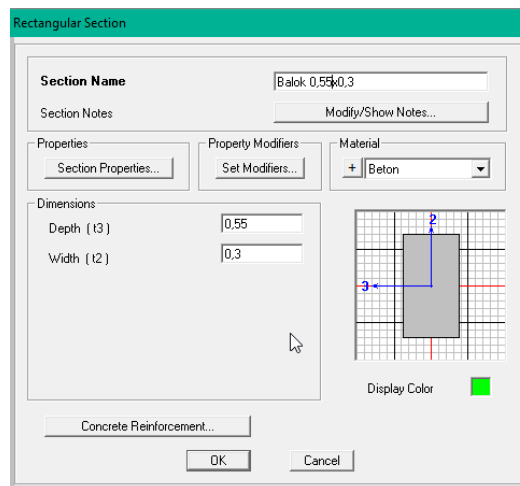 Rectangular Section
Section Name
Balok 0,55x0,3
Section Notes
Modify/Show Notes...
Properties
Section Properties...
Property Modifiers
Set Modifiers...
Material
+ Beton
Dimensions
Depth ( t3 ) 0,55
Width ( t2 ) 0,3
2
3
Display Color
Concrete Reinforcement...
OK Cancel